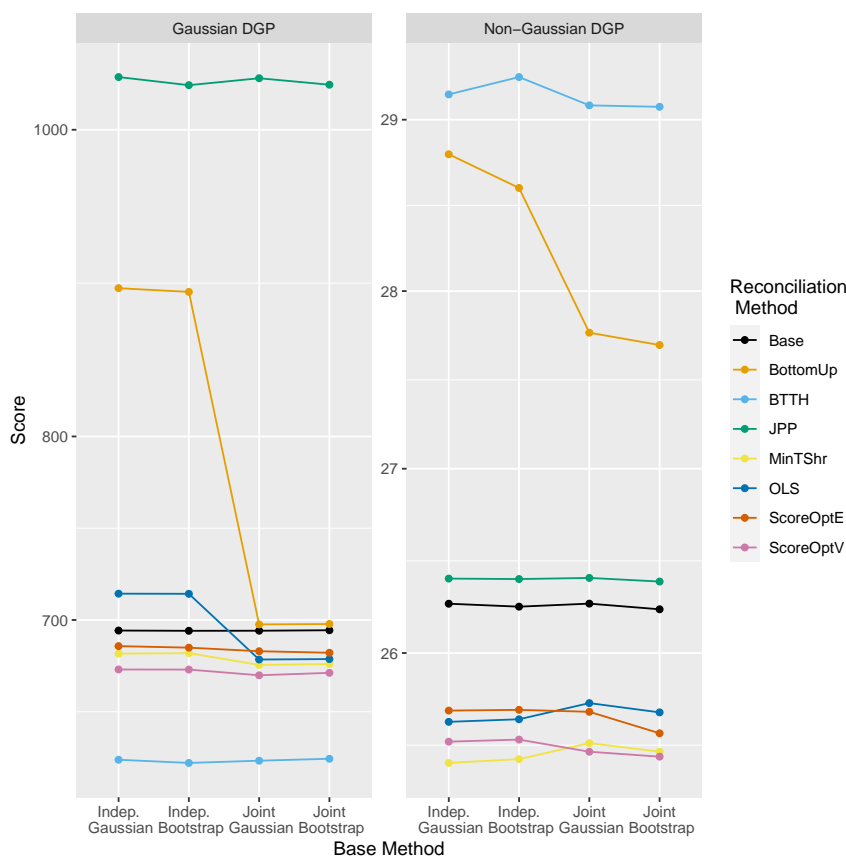 Gaussian DGP
Non−Gaussian DGP
1000
800
700
29
28
27
26
Score
Indep.
Gaussian
Indep.
Bootstrap
Joint
Gaussian
Joint
Bootstrap
Indep.
Gaussian
Indep.
Bootstrap
Joint
Gaussian
Joint
Bootstrap
Base Method
Reconciliation
Method
Base
BottomUp
BTTH
JPP
MinTShr
OLS
ScoreOptE
ScoreOptV